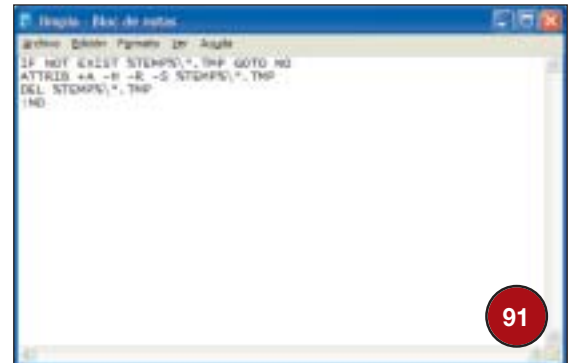 limpia - Bloc de notas
Archivo Edición Formato Ver Ayuda
IF NOT EXIST %TEMP%\*.TMP GOTO NO
ATTRIB +A -H -R -S %TEMP%\*.TMP
DEL %TEMP%\*.TMP
:NO
91